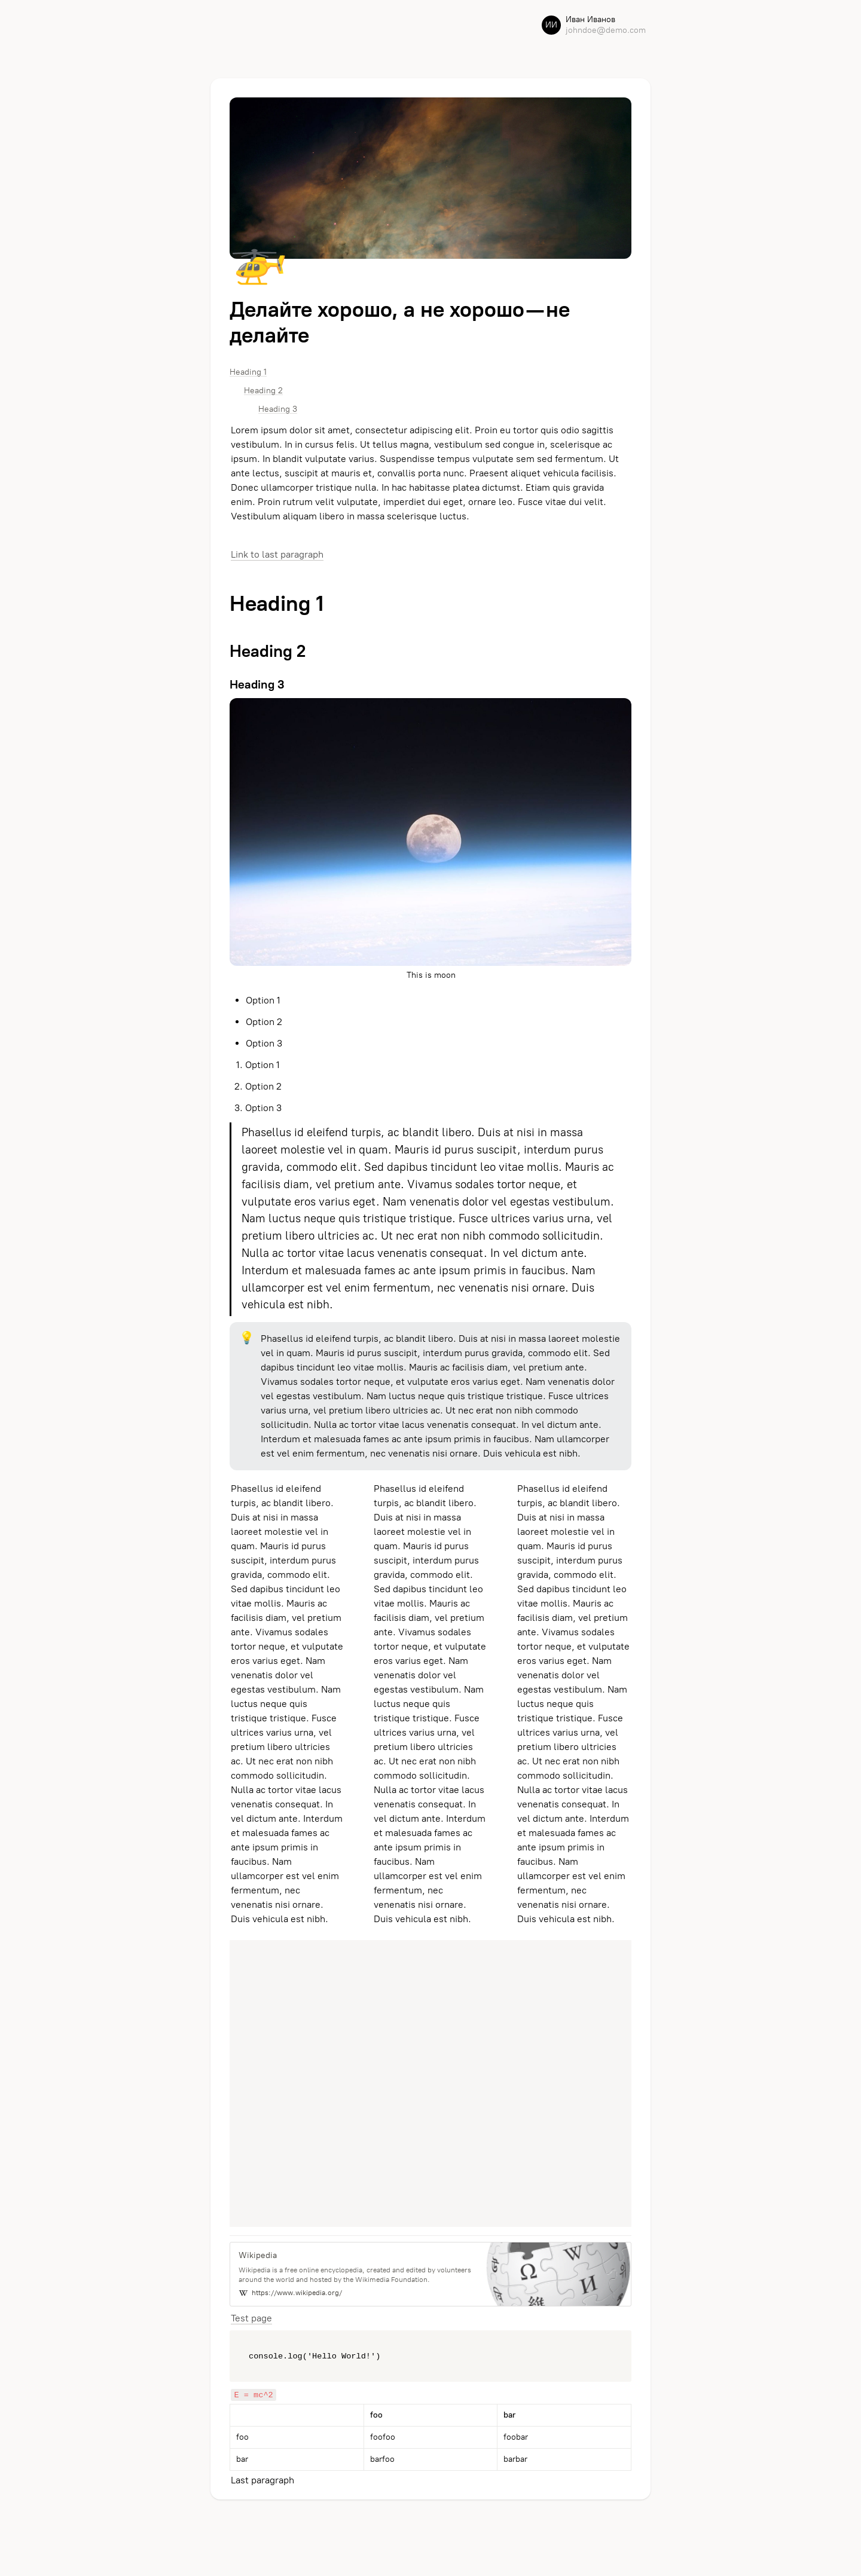 ИИ
Иван Иванов
johndoe@demo.com
Делайте хорошо, а не хорошо — не
делайте
Heading 1
Heading 2
Heading 3
Lorem ipsum dolor sit amet, consectetur adipiscing elit. Proin eu tortor quis odio sagittis
vestibulum. In in cursus felis. Ut tellus magna, vestibulum sed congue in, scelerisque ac
ipsum. In blandit vulputate varius. Suspendisse tempus vulputate sem sed fermentum. Ut
ante lectus, suscipit at mauris et, convallis porta nunc. Praesent aliquet vehicula facilisis.
Donec ullamcorper tristique nulla. In hac habitasse platea dictumst. Etiam quis gravida
enim. Proin rutrum velit vulputate, imperdiet dui eget, ornare leo. Fusce vitae dui velit.
Vestibulum aliquam libero in massa scelerisque luctus.
Link to last paragraph
Heading 1
Heading 2
Heading 3
This is moon
• Option 1
• Option 2
• Option 3
1. Option 1
2. Option 2
3. Option 3
Phasellus id eleifend turpis, ac blandit libero. Duis at nisi in massa
laoreet molestie vel in quam. Mauris id purus suscipit, interdum purus
gravida, commodo elit. Sed dapibus tincidunt leo vitae mollis. Mauris ac
facilisis diam, vel pretium ante. Vivamus sodales tortor neque, et
vulputate eros varius eget. Nam venenatis dolor vel egestas vestibulum.
Nam luctus neque quis tristique tristique. Fusce ultrices varius urna, vel
pretium libero ultricies ac. Ut nec erat non nibh commodo sollicitudin.
Nulla ac tortor vitae lacus venenatis consequat. In vel dictum ante.
Interdum et malesuada fames ac ante ipsum primis in faucibus. Nam
ullamcorper est vel enim fermentum, nec venenatis nisi ornare. Duis
vehicula est nibh.
Phasellus id eleifend turpis, ac blandit libero. Duis at nisi in massa laoreet molestie
vel in quam. Mauris id purus suscipit, interdum purus gravida, commodo elit. Sed
dapibus tincidunt leo vitae mollis. Mauris ac facilisis diam, vel pretium ante.
Vivamus sodales tortor neque, et vulputate eros varius eget. Nam venenatis dolor
vel egestas vestibulum. Nam luctus neque quis tristique tristique. Fusce ultrices
varius urna, vel pretium libero ultricies ac. Ut nec erat non nibh commodo
sollicitudin. Nulla ac tortor vitae lacus venenatis consequat. In vel dictum ante.
Interdum et malesuada fames ac ante ipsum primis in faucibus. Nam ullamcorper
est vel enim fermentum, nec venenatis nisi ornare. Duis vehicula est nibh.
Phasellus id eleifend
turpis, ac blandit libero.
Duis at nisi in massa
laoreet molestie vel in
quam. Mauris id purus
suscipit, interdum purus
gravida, commodo elit.
Sed dapibus tincidunt leo
vitae mollis. Mauris ac
facilisis diam, vel pretium
ante. Vivamus sodales
tortor neque, et vulputate
eros varius eget. Nam
venenatis dolor vel
egestas vestibulum. Nam
luctus neque quis
tristique tristique. Fusce
ultrices varius urna, vel
pretium libero ultricies
ac. Ut nec erat non nibh
commodo sollicitudin.
Nulla ac tortor vitae lacus
venenatis consequat. In
vel dictum ante. Interdum
et malesuada fames ac
ante ipsum primis in
faucibus. Nam
ullamcorper est vel enim
fermentum, nec
venenatis nisi ornare.
Duis vehicula est nibh.
Phasellus id eleifend
turpis, ac blandit libero.
Duis at nisi in massa
laoreet molestie vel in
quam. Mauris id purus
suscipit, interdum purus
gravida, commodo elit.
Sed dapibus tincidunt leo
vitae mollis. Mauris ac
facilisis diam, vel pretium
ante. Vivamus sodales
tortor neque, et vulputate
eros varius eget. Nam
venenatis dolor vel
egestas vestibulum. Nam
luctus neque quis
tristique tristique. Fusce
ultrices varius urna, vel
pretium libero ultricies
ac. Ut nec erat non nibh
commodo sollicitudin.
Nulla ac tortor vitae lacus
venenatis consequat. In
vel dictum ante. Interdum
et malesuada fames ac
ante ipsum primis in
faucibus. Nam
ullamcorper est vel enim
fermentum, nec
venenatis nisi ornare.
Duis vehicula est nibh.
Phasellus id eleifend
turpis, ac blandit libero.
Duis at nisi in massa
laoreet molestie vel in
quam. Mauris id purus
suscipit, interdum purus
gravida, commodo elit.
Sed dapibus tincidunt leo
vitae mollis. Mauris ac
facilisis diam, vel pretium
ante. Vivamus sodales
tortor neque, et vulputate
eros varius eget. Nam
venenatis dolor vel
egestas vestibulum. Nam
luctus neque quis
tristique tristique. Fusce
ultrices varius urna, vel
pretium libero ultricies
ac. Ut nec erat non nibh
commodo sollicitudin.
Nulla ac tortor vitae lacus
venenatis consequat. In
vel dictum ante. Interdum
et malesuada fames ac
ante ipsum primis in
faucibus. Nam
ullamcorper est vel enim
fermentum, nec
venenatis nisi ornare.
Duis vehicula est nibh.
Wikipedia
Wikipedia is a free online encyclopedia, created and edited by volunteers
around the world and hosted by the Wikimedia Foundation.
W https://www.wikipedia.org/
Ω W И
Test page
console.log('Hello World!')
E = mc^2
foo bar
foo foofoo foobar
bar barfoo barbar
Last paragraph